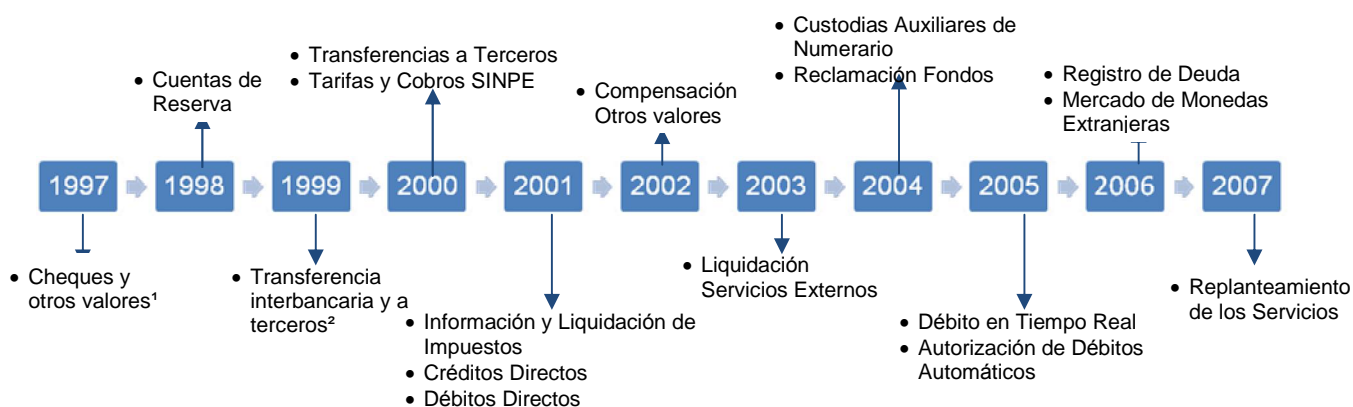 • Custodias Auxiliares de
Numerario
• Reclamación Fondos
• Transferencias a Terceros
• Tarifas y Cobros SINPE
• Cuentas de
Reserva
• Compensación
Otros valores
• Registro de Deuda
• Mercado de Monedas
Extranjeras
1997
1998
1999
2000
2001
2002
2003
2004
2005
2006
2007
• Cheques y
otros valores¹
• Transferencia
interbancaria y a
terceros²
• Información y Liquidación de
Impuestos
• Créditos Directos
• Débitos Directos
• Liquidación
Servicios Externos
• Débito en Tiempo Real
• Autorización de Débitos
Automáticos
• Replanteamiento
de los Servicios